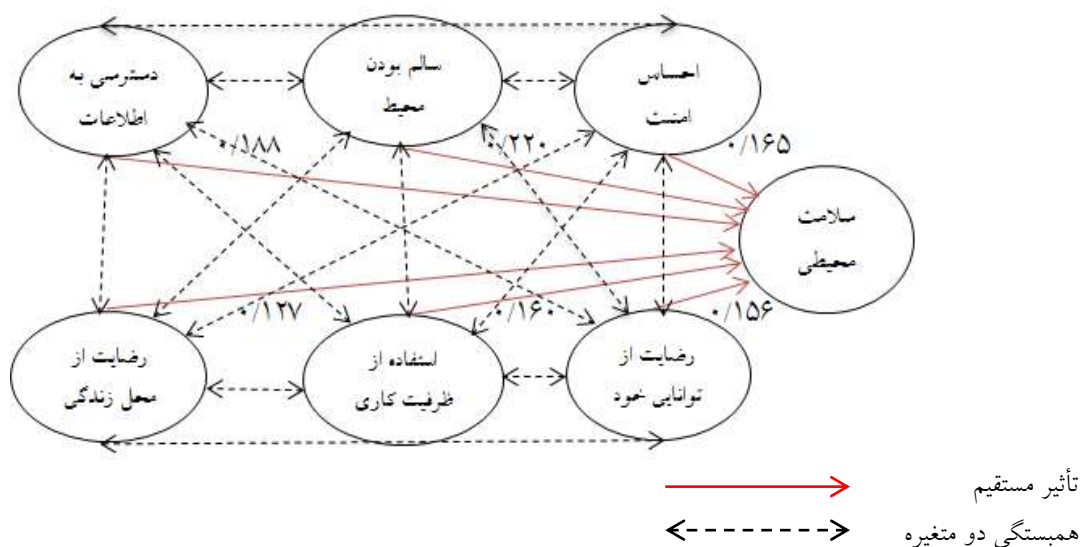 احساس
امنیت
سالم بودن
محیط
دسترسی به
اطلاعات
۰/۱۶۵
۰/۲۲۰
۰/۱۸۸
سلامت
محیطی
۰/۱۵۶
۰/۱۶۰
۰/۱۲۷
رضایت از
توانایی خود
استفاده از
ظرفیت کاری
رضایت از
محل زندگی
تأثیر مستقیم
همبستگی دو متغیره